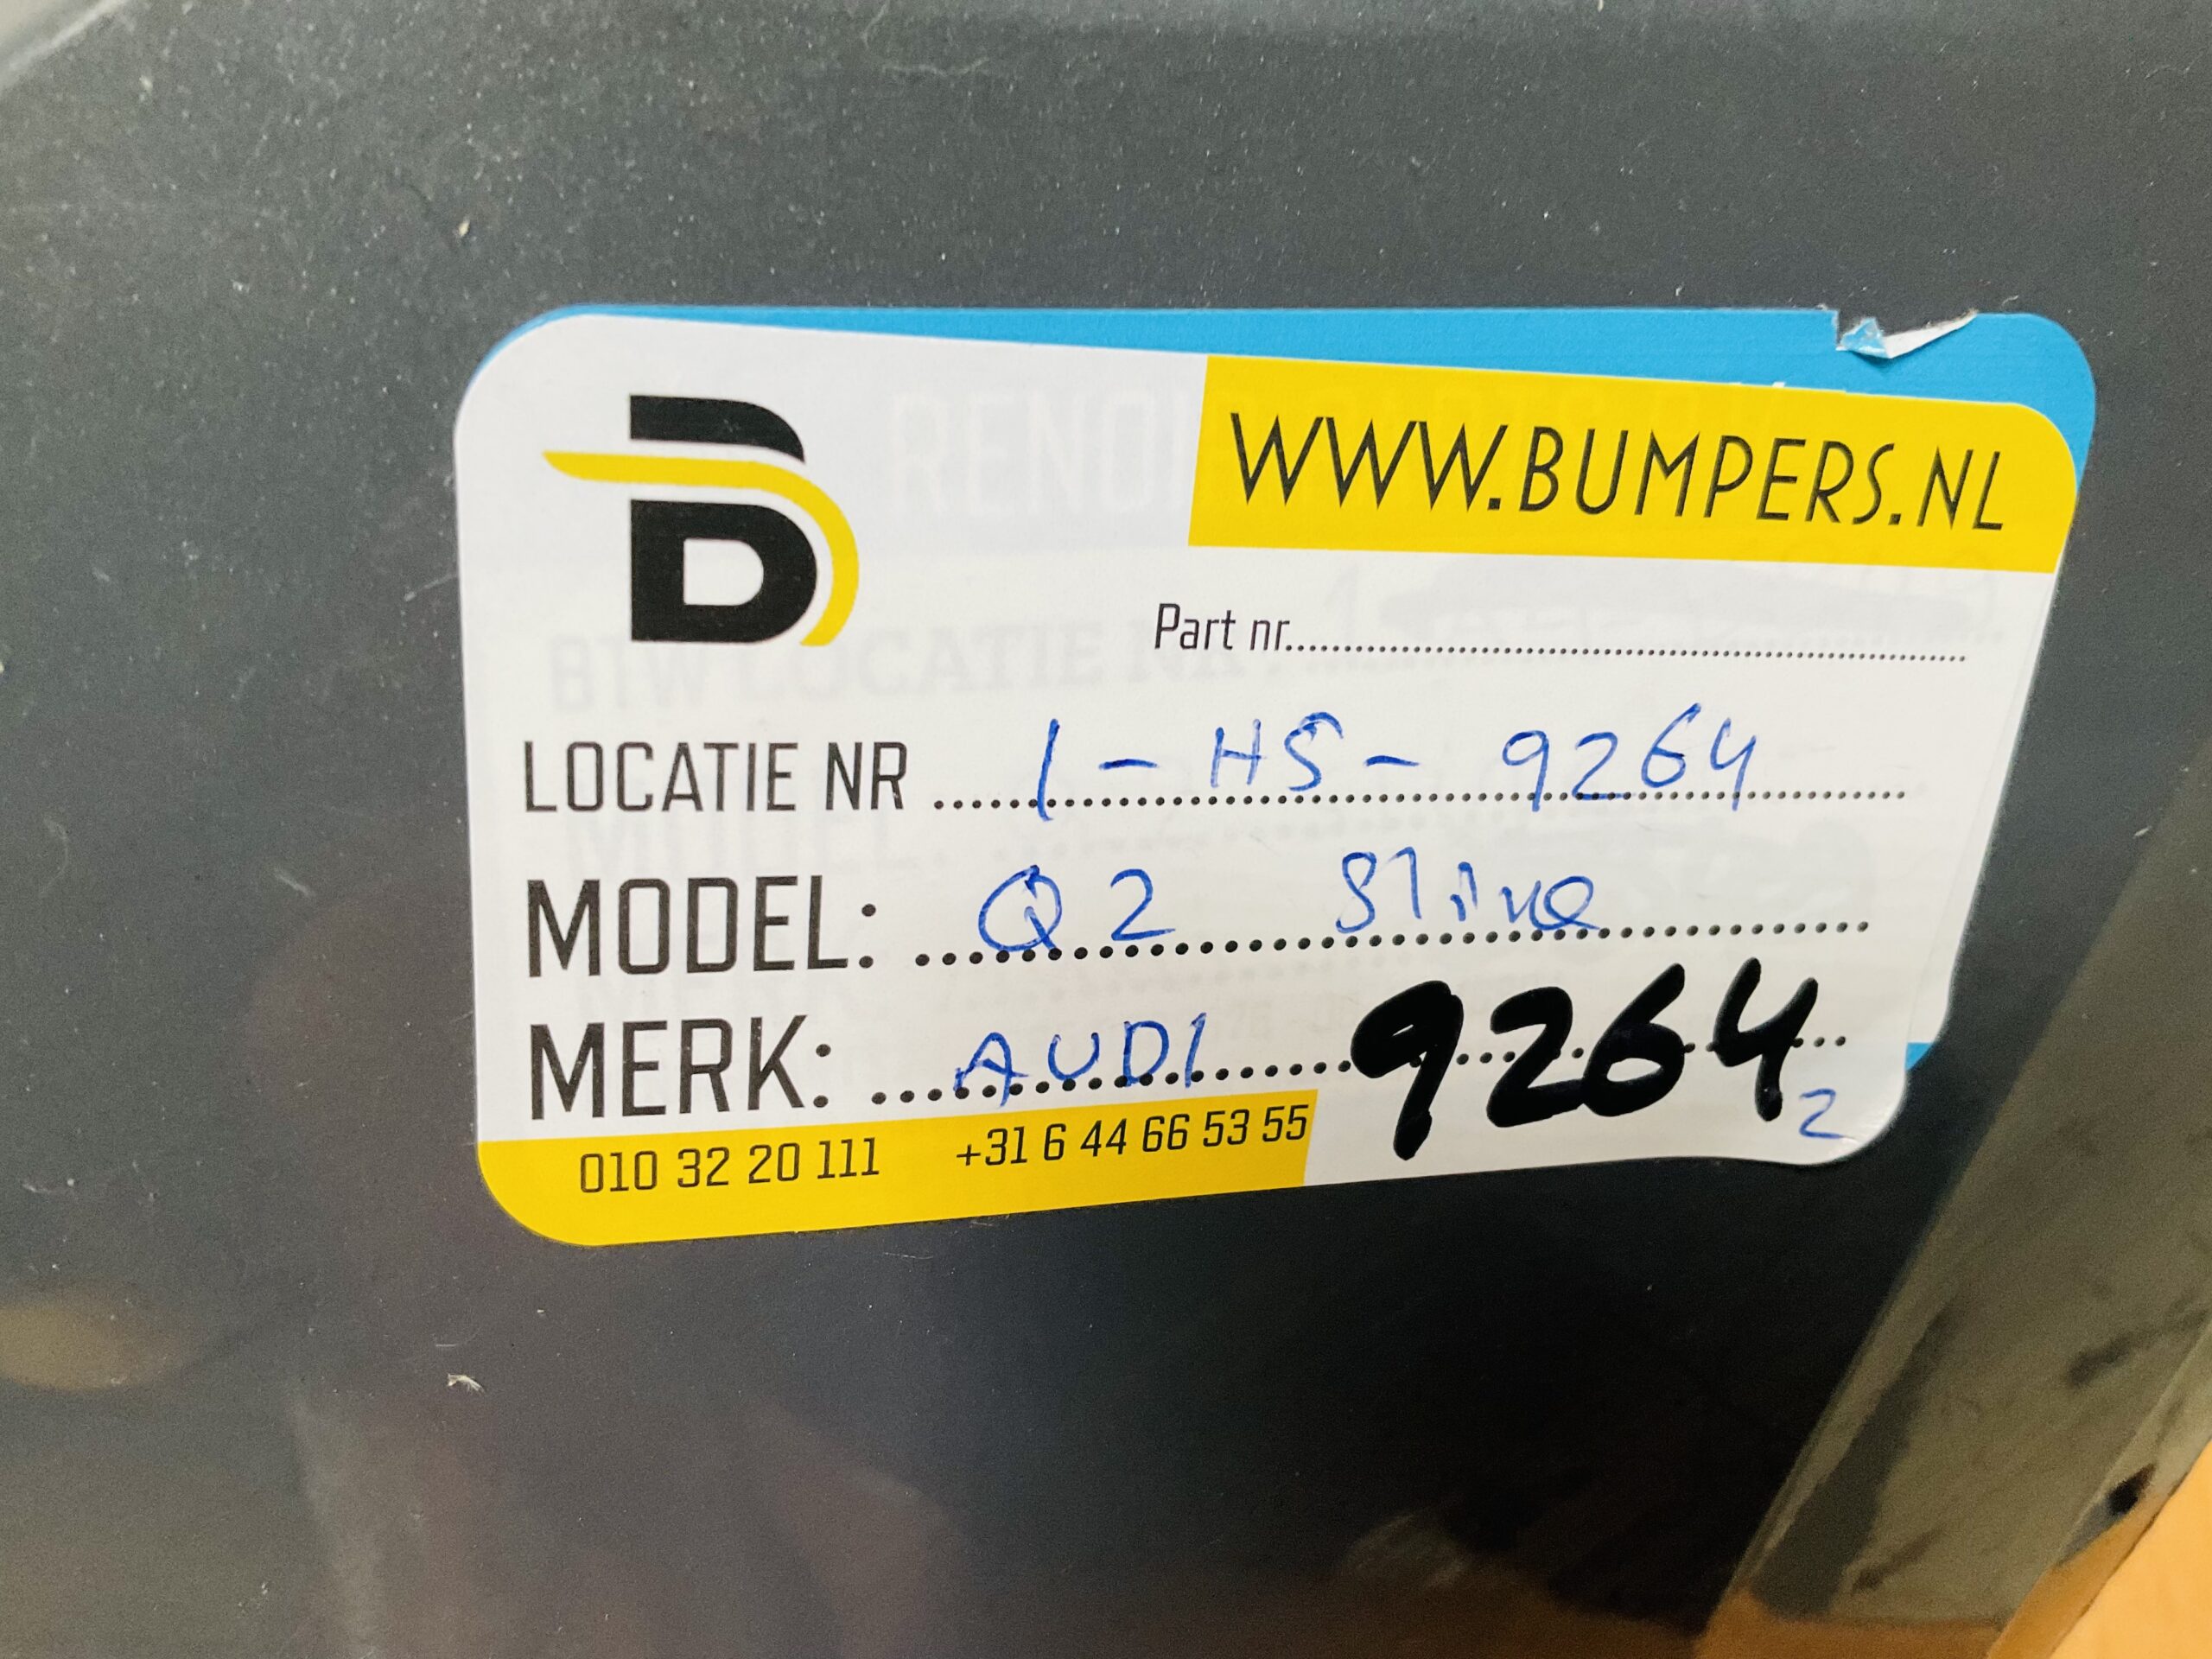 WWW.BUMPERS.NL
Part nr.
LOCATIE NR 1-HS-9264
MODEL: Q2 Sline
MERK: AUDI 9264
2
010 32 20 111 +31 6 44 66 53 55